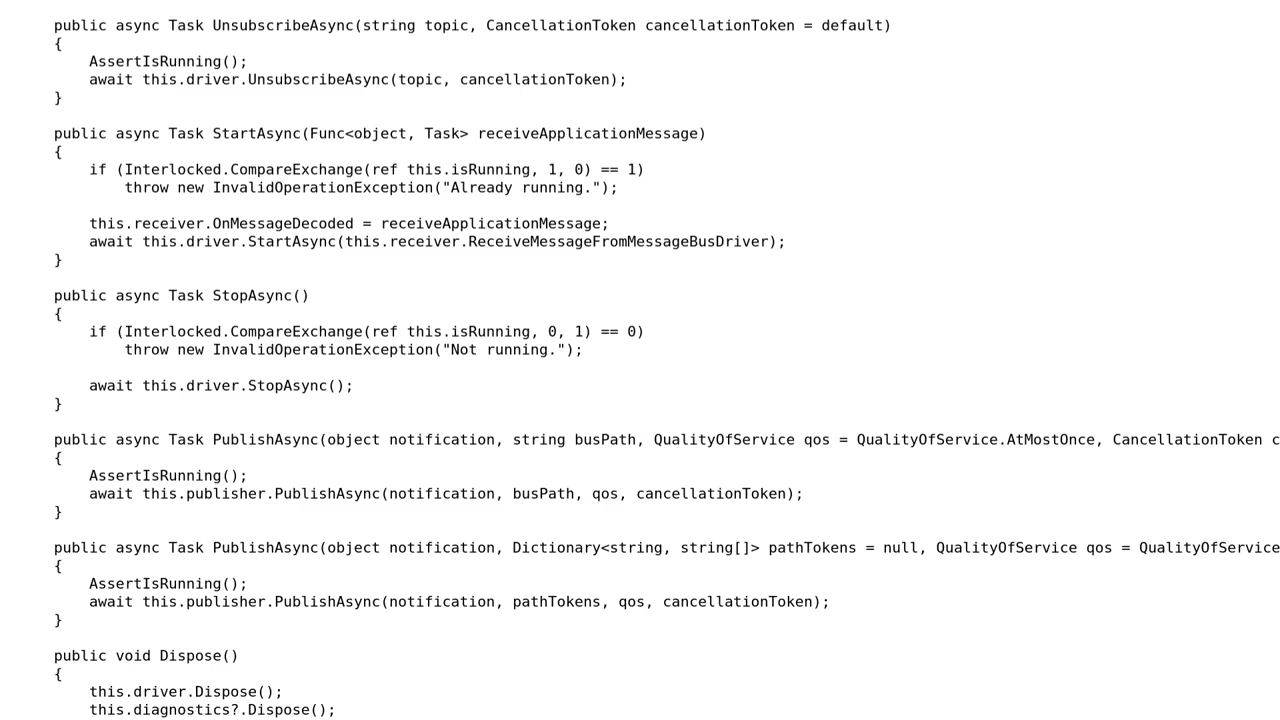 public async Task UnsubscribeAsync(string topic, CancellationToken cancellationToken = default)
{
    AssertIsRunning();
    await this.driver.UnsubscribeAsync(topic, cancellationToken);
}

public async Task StartAsync(Func<object, Task> receiveApplicationMessage)
{
    if (Interlocked.CompareExchange(ref this.isRunning, 1, 0) == 1)
        throw new InvalidOperationException("Already running.");

    this.receiver.OnMessageDecoded = receiveApplicationMessage;
    await this.driver.StartAsync(this.receiver.ReceiveMessageFromMessageBusDriver);
}

public async Task StopAsync()
{
    if (Interlocked.CompareExchange(ref this.isRunning, 0, 1) == 0)
        throw new InvalidOperationException("Not running.");

    await this.driver.StopAsync();
}

public async Task PublishAsync(object notification, string busPath, QualityOfService qos = QualityOfService.AtMostOnce, CancellationToken c
{
    AssertIsRunning();
    await this.publisher.PublishAsync(notification, busPath, qos, cancellationToken);
}

public async Task PublishAsync(object notification, Dictionary<string, string[]> pathTokens = null, QualityOfService qos = QualityOfService
{
    AssertIsRunning();
    await this.publisher.PublishAsync(notification, pathTokens, qos, cancellationToken);
}

public void Dispose()
{
    this.driver.Dispose();
    this.diagnostics?.Dispose();